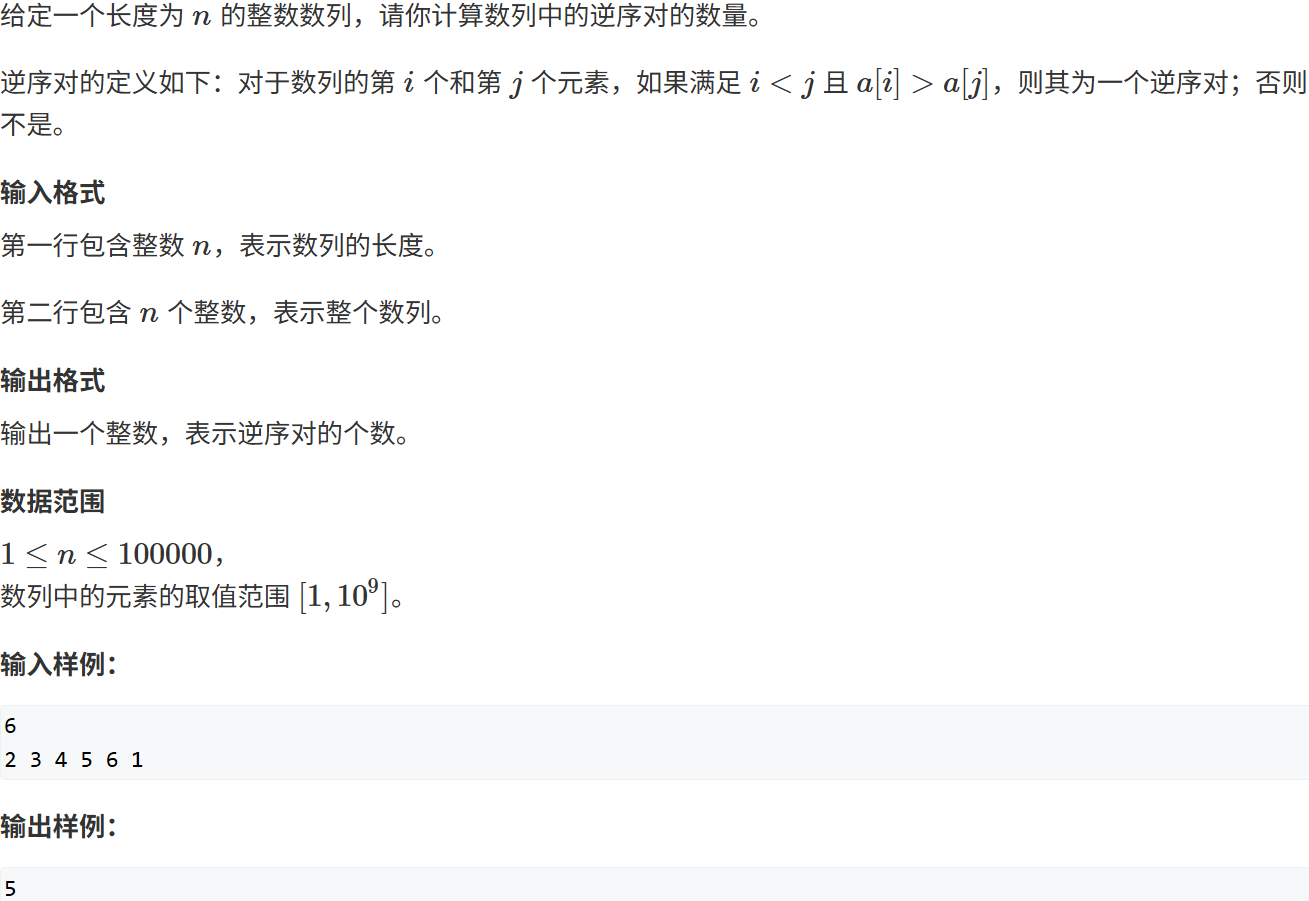 给定一个长度为 n 的整数数列，请你计算数列中的逆序对的数量。
逆序对的定义如下：对于数列的第 i 个和第 j 个元素，如果满足 i < j 且 a[i] > a[j]，则其为一个逆序对；否则
不是。
输入格式
第一行包含整数 n，表示数列的长度。
第二行包含 n 个整数，表示整个数列。
输出格式
输出一个整数，表示逆序对的个数。
数据范围
1 ≤ n ≤ 100000，
数列中的元素的取值范围 [1, 10⁹]。
输入样例：
6
2 3 4 5 6 1
输出样例：
5